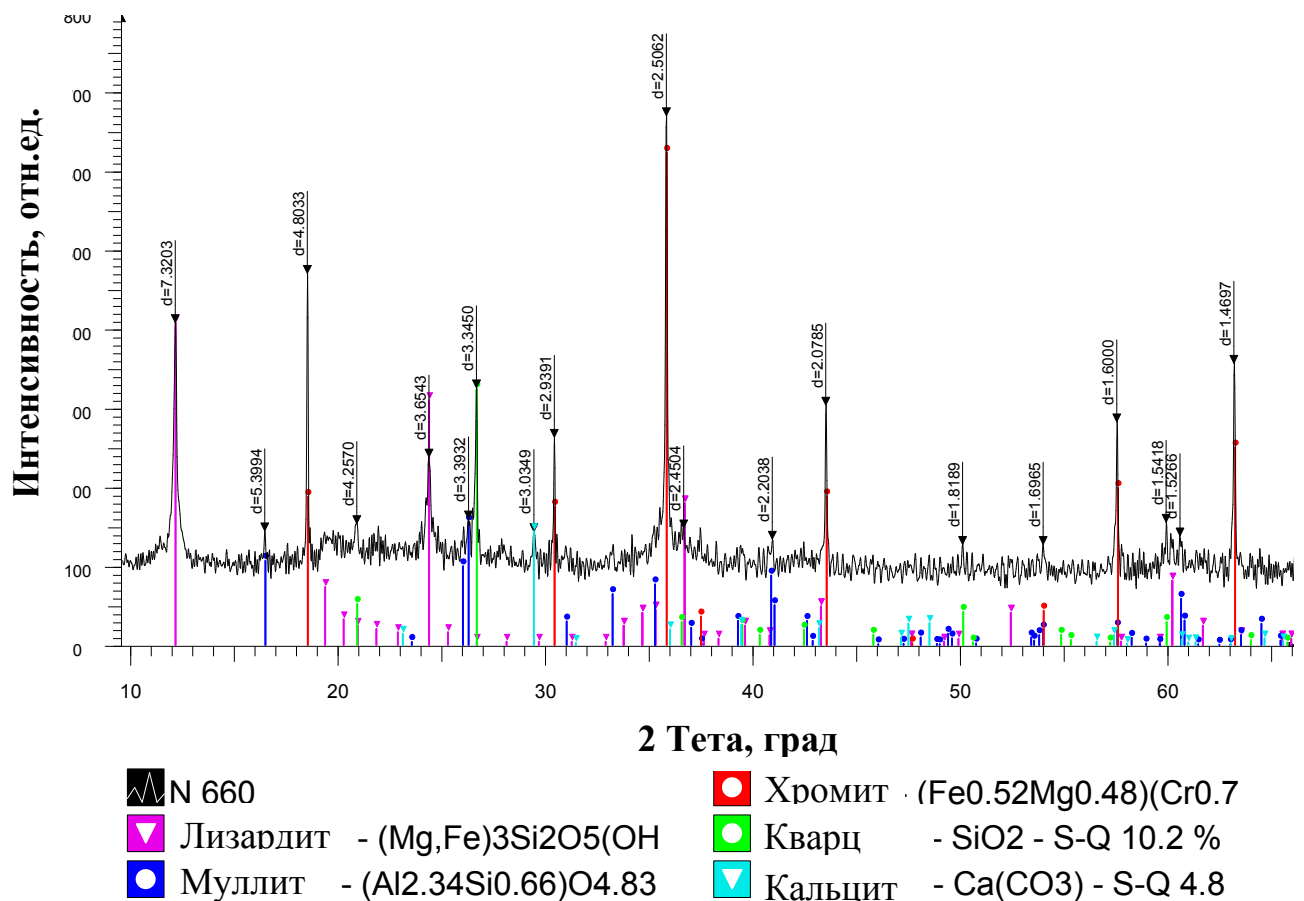 800
00
00
00
00
00
00
100
0
Интенсивность, отн.ед.
d=7.3203
d=5.3994
d=4.8033
d=4.2570
d=3.6543
d=3.3932
d=3.3450
d=3.0349
d=2.9391
d=2.5062
d=2.4504
d=2.2038
d=2.0785
d=1.8189
d=1.6965
d=1.6000
d=1.5418
d=1.5266
d=1.4697
10 20 30 40 50 60
2 Тета, град
N 660
Лизардит - (Mg,Fe)3Si2O5(OH
Муллит - (Al2.34Si0.66)O4.83
Хромит - (Fe0.52Mg0.48)(Cr0.7
Кварц - SiO2 - S-Q 10.2 %
Кальцит - Ca(CO3) - S-Q 4.8